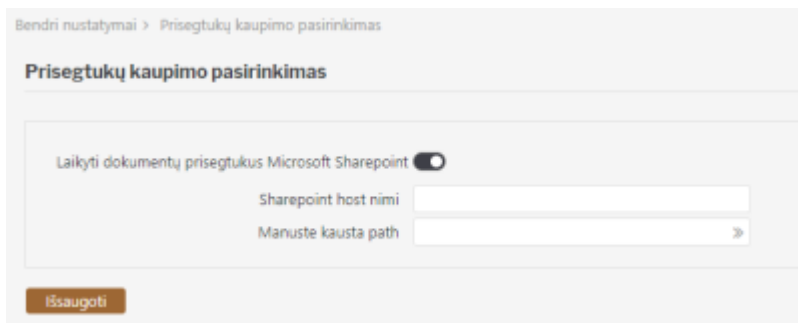 Bendri nustatymai > Prisegtukų kaupimo pasirinkimas
Prisegtukų kaupimo pasirinkimas
Laikyti dokumentų prisegtukus Microsoft Sharepoint
Sharepoint host nimi
Manuste kausta path
Išsaugoti